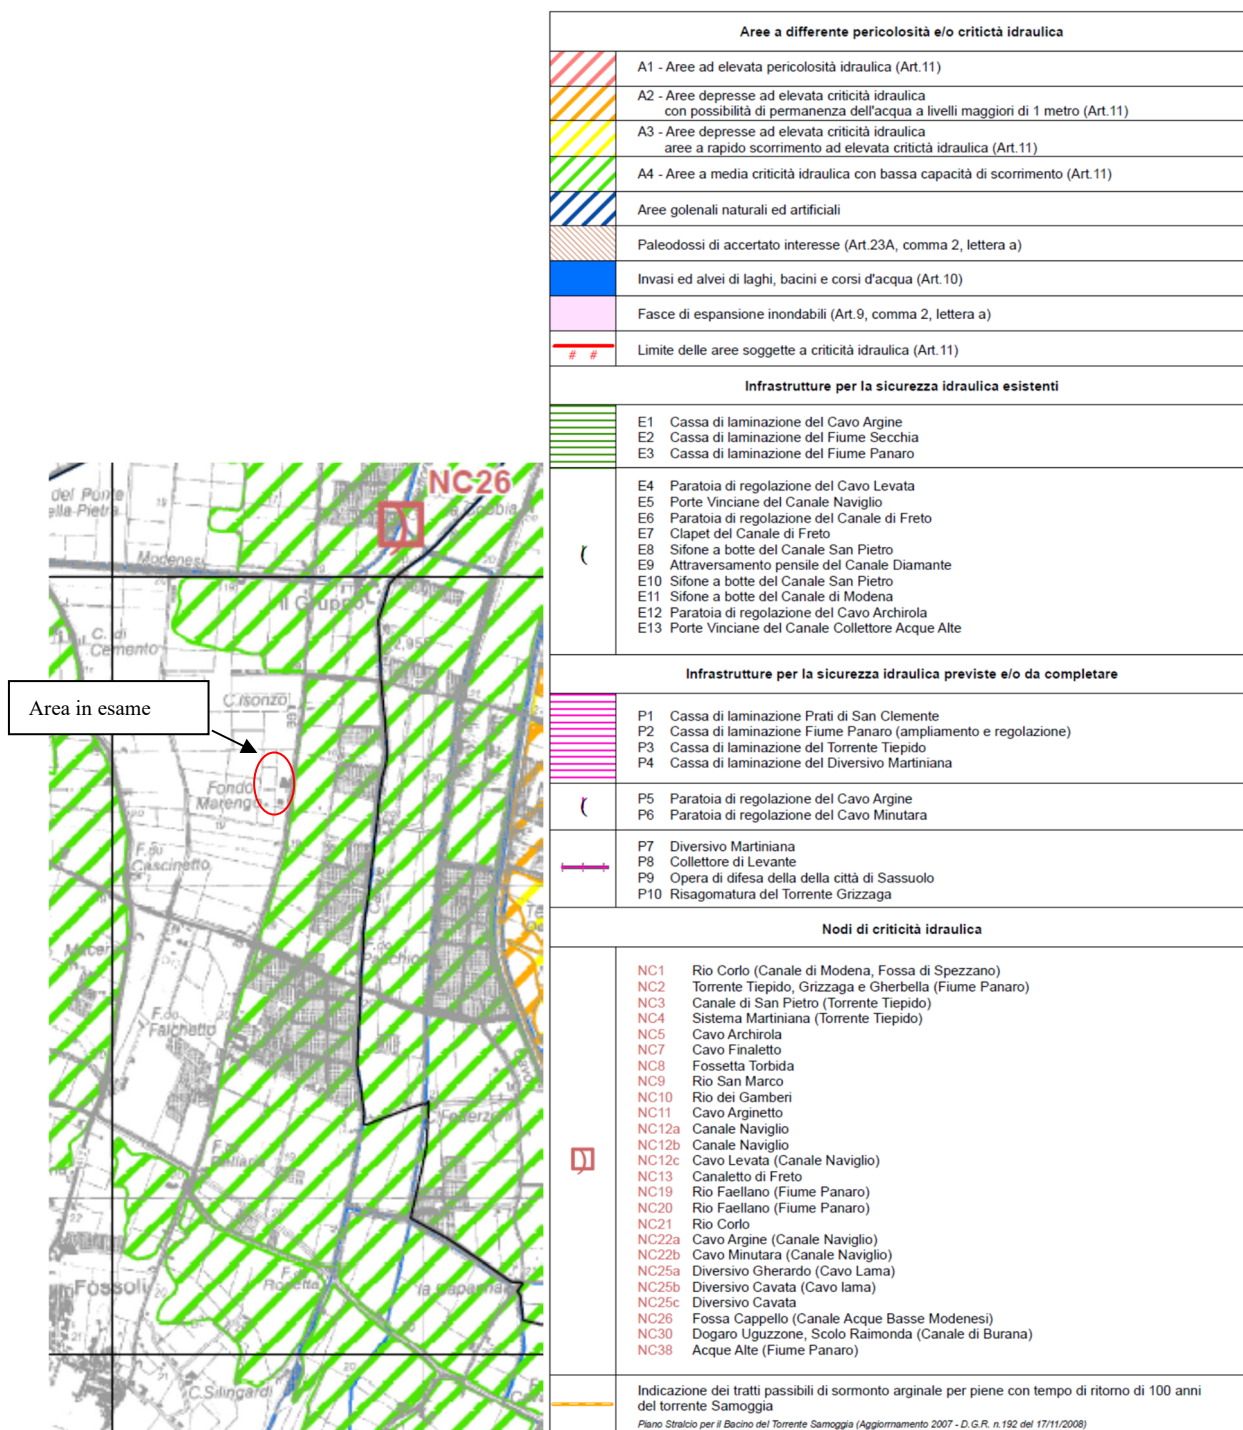 Aree a differente pericolosità e/o critictà idraulica
A1 - Aree ad elevata pericolosità idraulica (Art.11)
A2 - Aree depresse ad elevata criticità idraulica
con possibilità di permanenza dell'acqua a livelli maggiori di 1 metro (Art.11)
A3 - Aree depresse ad elevata criticità idraulica
aree a rapido scorrimento ad elevata critictà idraulica (Art.11)
A4 - Aree a media criticità idraulica con bassa capacità di scorrimento (Art.11)
Aree golenali naturali ed artificiali
Paleodossi di accertato interesse (Art.23A, comma 2, lettera a)
Invasi ed alvei di laghi, bacini e corsi d'acqua (Art.10)
Fasce di espansione inondabili (Art.9, comma 2, lettera a)
# #
Limite delle aree soggette a criticità idraulica (Art.11)
Infrastrutture per la sicurezza idraulica esistenti
E1 Cassa di laminazione del Cavo Argine
E2 Cassa di laminazione del Fiume Secchia
E3 Cassa di laminazione del Fiume Panaro
E4 Paratoia di regolazione del Cavo Levata
E5 Porte Vinciane del Canale Naviglio
E6 Paratoia di regolazione del Canale di Freto
E7 Clapet del Canale di Freto
E8 Sifone a botte del Canale San Pietro
E9 Attraversamento pensile del Canale Diamante
E10 Sifone a botte del Canale San Pietro
E11 Sifone a botte del Canale di Modena
E12 Paratoia di regolazione del Cavo Archirola
E13 Porte Vinciane del Canale Collettore Acque Alte
Infrastrutture per la sicurezza idraulica previste e/o da completare
P1 Cassa di laminazione Prati di San Clemente
P2 Cassa di laminazione Fiume Panaro (ampliamento e regolazione)
P3 Cassa di laminazione del Torrente Tiepido
P4 Cassa di laminazione del Diversivo Martiniana
P5 Paratoia di regolazione del Cavo Argine
P6 Paratoia di regolazione del Cavo Minutara
P7 Diversivo Martiniana
P8 Collettore di Levante
P9 Opera di difesa della della città di Sassuolo
P10 Risagomatura del Torrente Grizzaga
Nodi di criticità idraulica
NC1 Rio Corlo (Canale di Modena, Fossa di Spezzano)
NC2 Torrente Tiepido, Grizzaga e Gherbella (Fiume Panaro)
NC3 Canale di San Pietro (Torrente Tiepido)
NC4 Sistema Martiniana (Torrente Tiepido)
NC5 Cavo Archirola
NC7 Cavo Finaletto
NC8 Fossetta Torbida
NC9 Rio San Marco
NC10 Rio dei Gamberi
NC11 Cavo Arginetto
NC12a Canale Naviglio
NC12b Canale Naviglio
NC12c Cavo Levata (Canale Naviglio)
NC13 Canaletto di Freto
NC19 Rio Faellano (Fiume Panaro)
NC20 Rio Faellano (Fiume Panaro)
NC21 Rio Corlo
NC22a Cavo Argine (Canale Naviglio)
NC22b Cavo Minutara (Canale Naviglio)
NC25a Diversivo Gherardo (Cavo Lama)
NC25b Diversivo Cavata (Cavo lama)
NC25c Diversivo Cavata
NC26 Fossa Cappello (Canale Acque Basse Modenesi)
NC30 Dogaro Uguzzone, Scolo Raimonda (Canale di Burana)
NC38 Acque Alte (Fiume Panaro)
Indicazione dei tratti passibili di sormonto arginale per piene con tempo di ritorno di 100 anni
del torrente Samoggia
Piano Stralcio per il Bacino del Torrente Samoggia (Aggiornamento 2007 - D.G.R. n.192 del 17/11/2008)
NC26
Modenesi
Il Gruppo
C. di
Cemento
C.Isonzo
Area in esame
Fondo
Marengo
Cascinetto
Falchetto
Fossoli
C.Silingardi